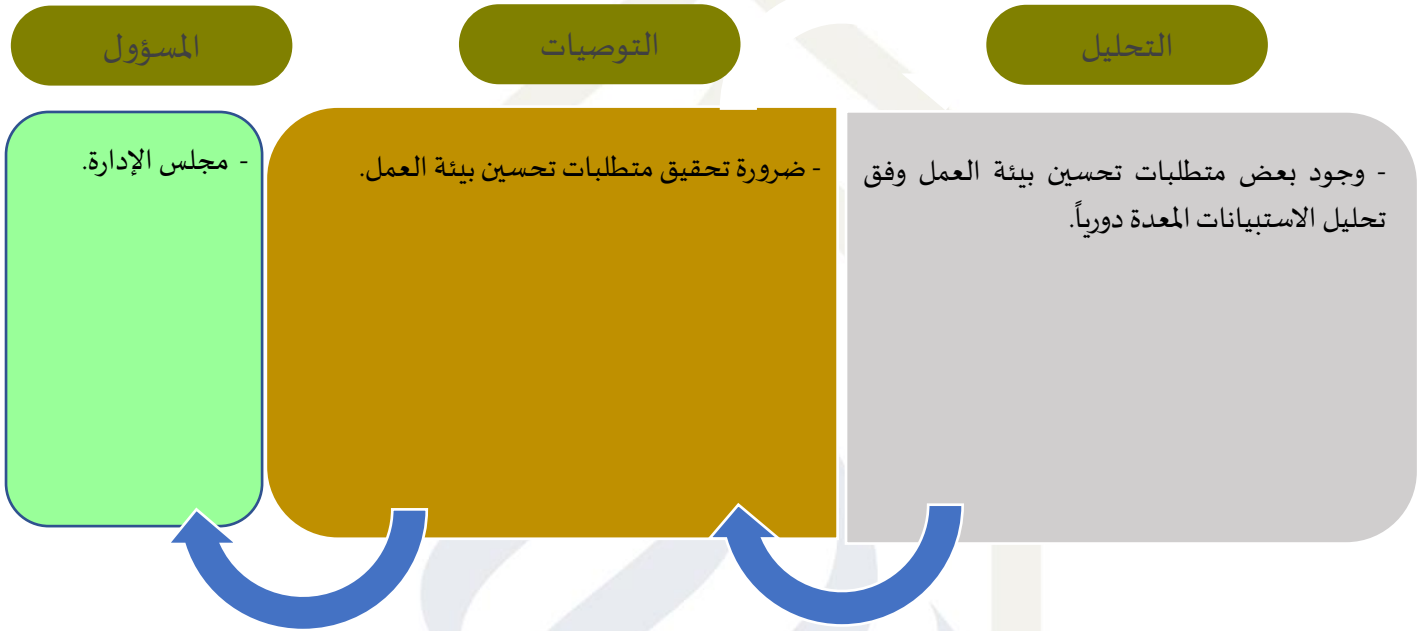 التحليل
التوصيات
المسؤول
- وجود بعض متطلبات تحسين بيئة العمل وفق
تحليل الاستبيانات المعدة دورياً.
- ضرورة تحقيق متطلبات تحسين بيئة العمل.
- مجلس الإدارة.